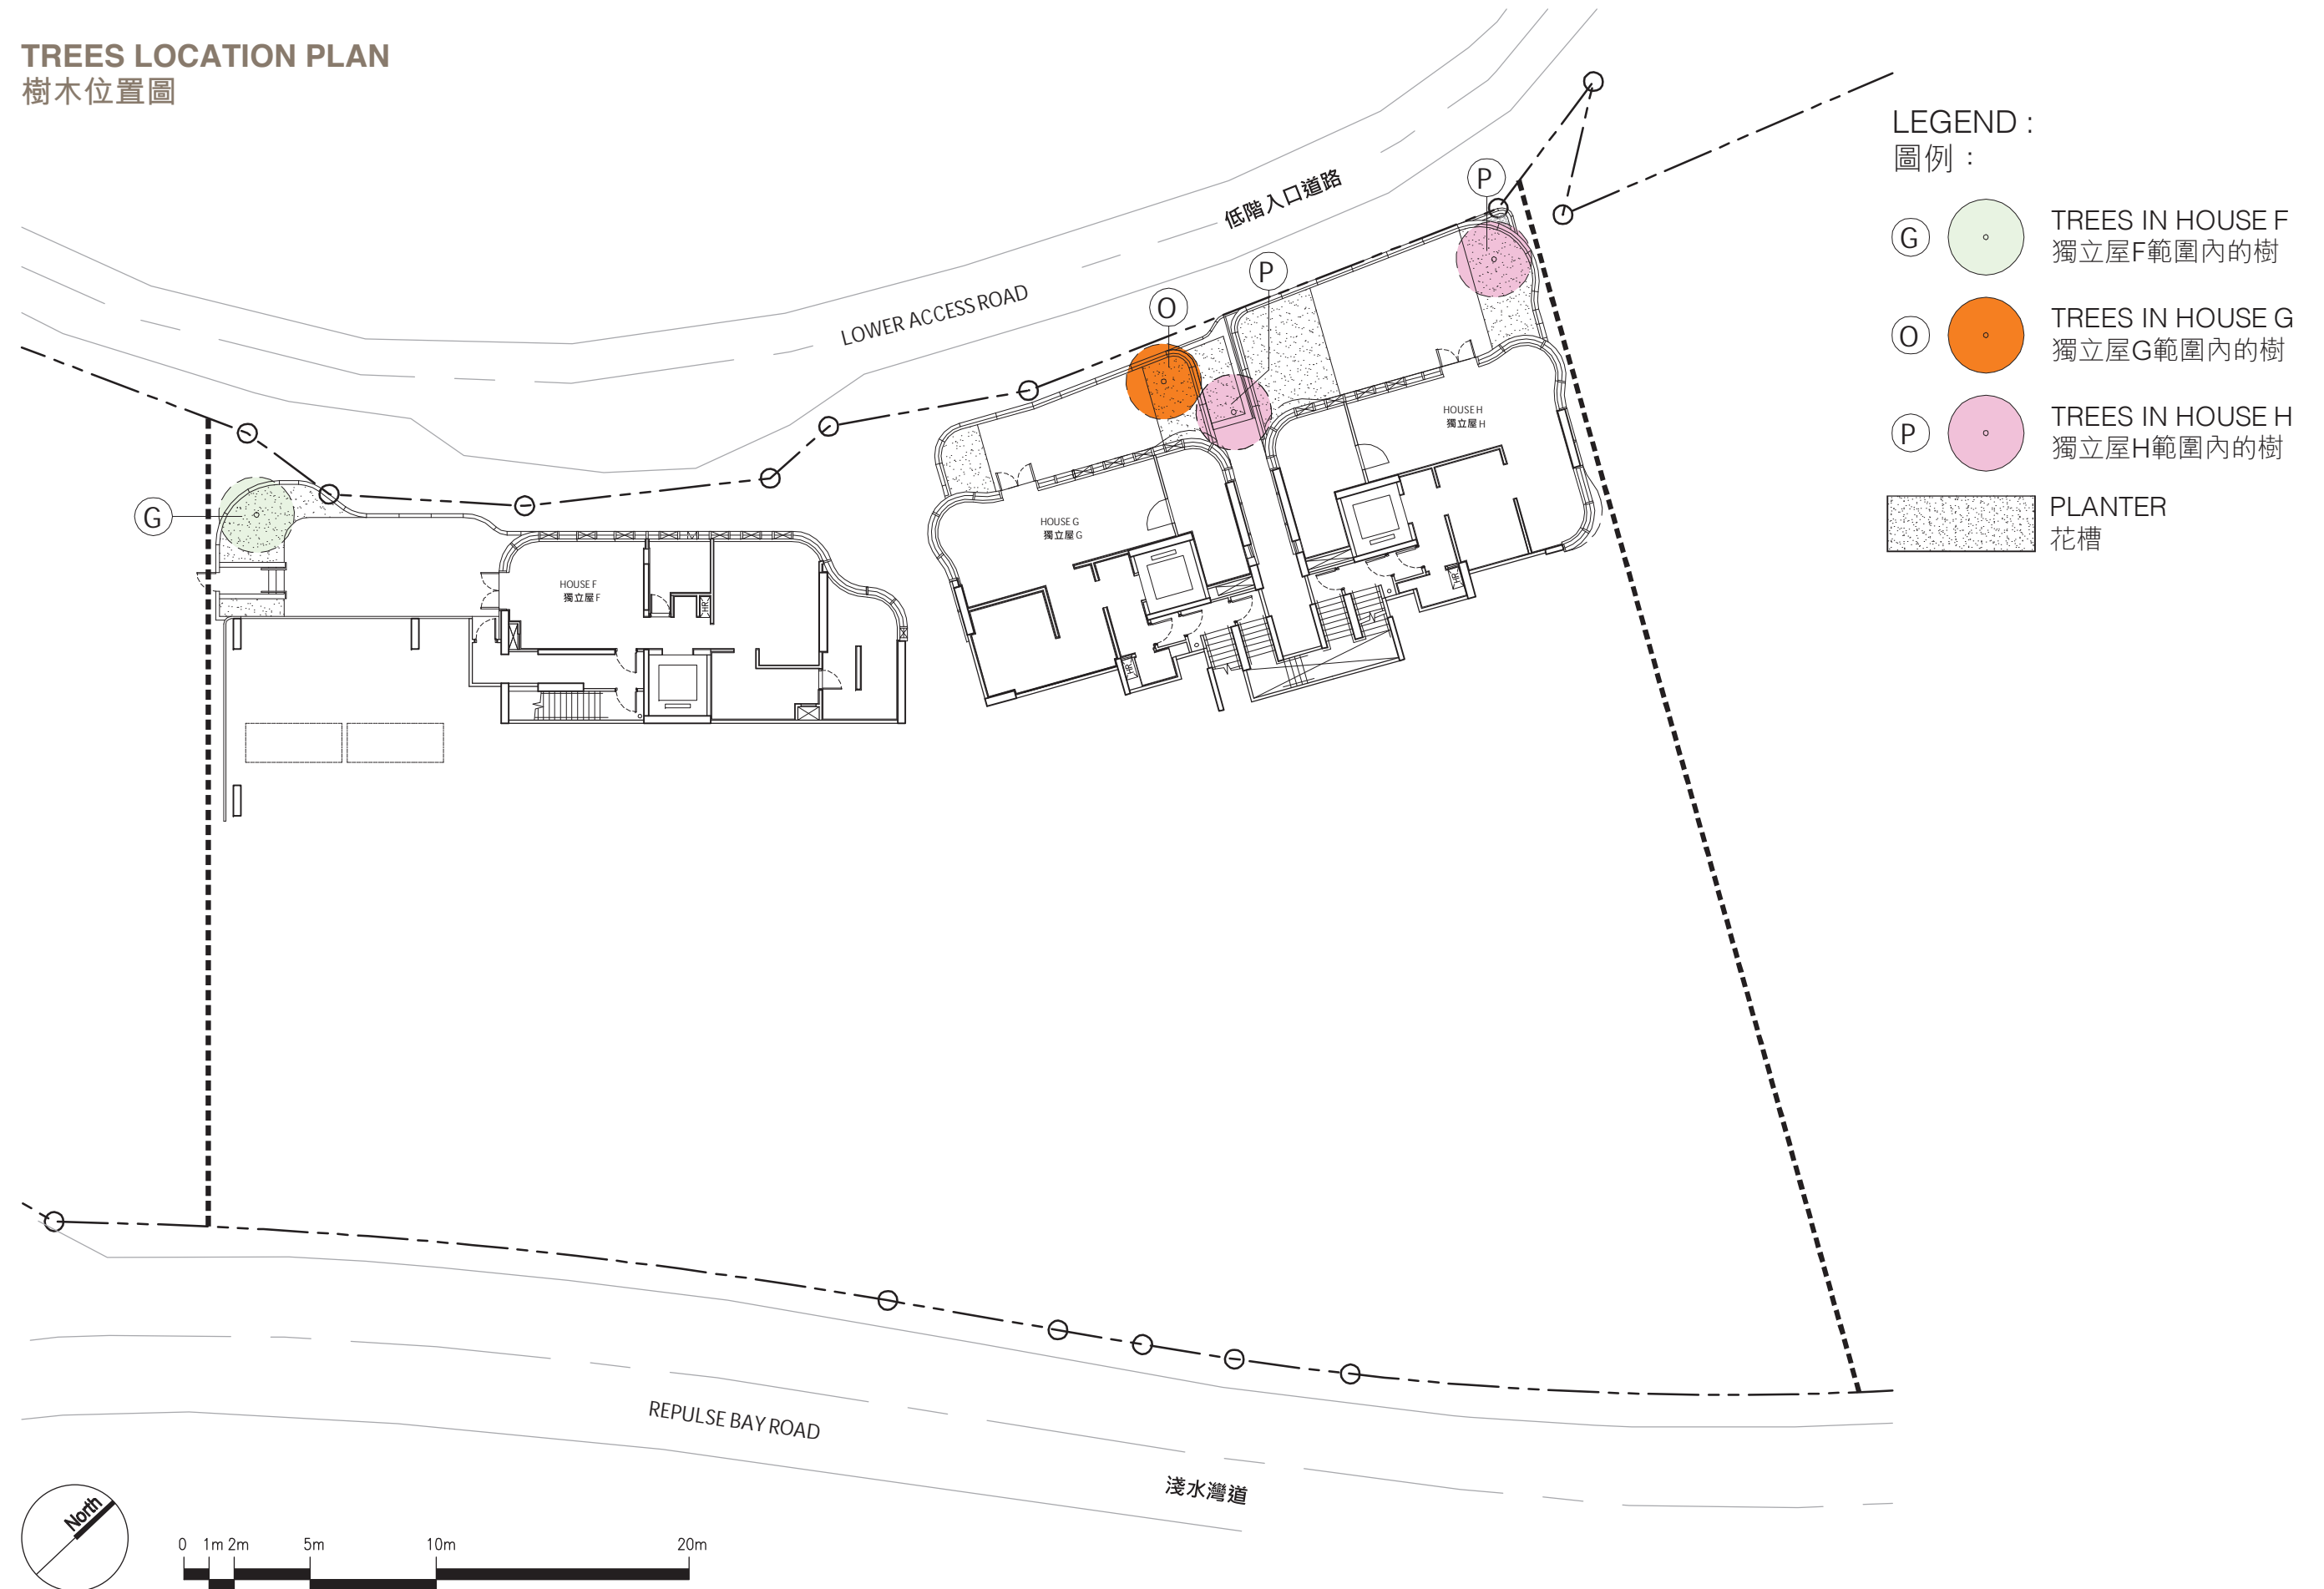 TREES LOCATION PLAN
樹木位置圖
LEGEND :
圖例 :
G
TREES IN HOUSE F
獨立屋F範圍內的樹
O
TREES IN HOUSE G
獨立屋G範圍內的樹
P
TREES IN HOUSE H
獨立屋H範圍內的樹
PLANTER
花槽
低階入口道路
LOWER ACCESS ROAD
P
P
O
G
HOUSE H
獨立屋 H
HOUSE G
獨立屋 G
HOUSE F
獨立屋 F
HR
HR
HR
REPULSE BAY ROAD
淺水灣道
North
0 1m 2m 5m 10m 20m